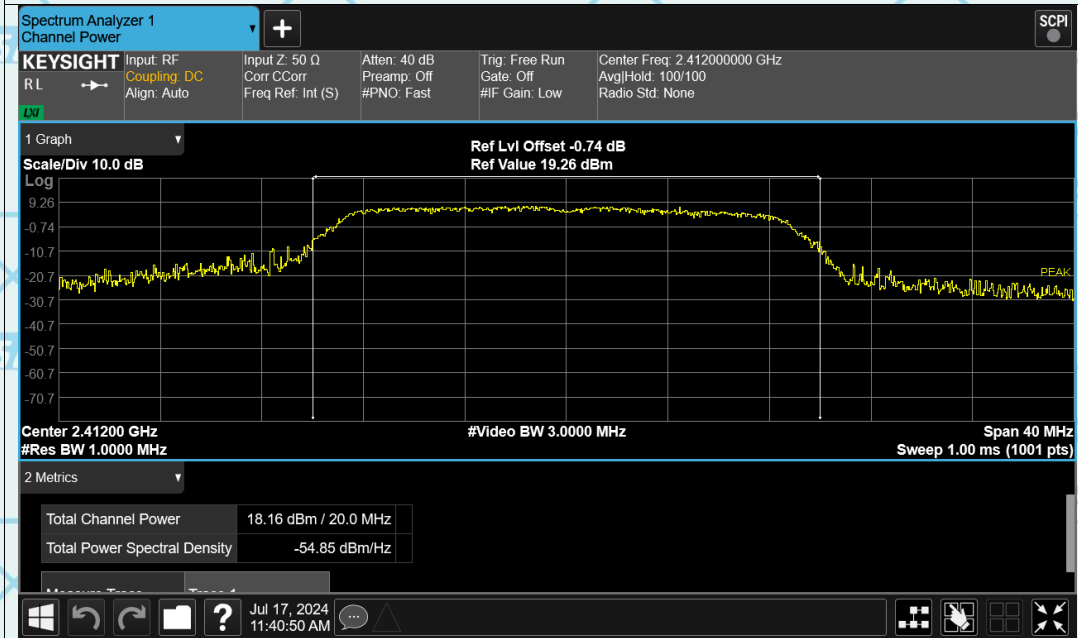 Spectrum Analyzer 1
Channel Power
+
SCPI
KEYSIGHT
R L
LXI
Input: RF
Coupling: DC
Align: Auto
Input Z: 50 Ω
Corr CCorr
Freq Ref: Int (S)
Atten: 40 dB
Preamp: Off
#PNO: Fast
Trig: Free Run
Gate: Off
#IF Gain: Low
Center Freq: 2.412000000 GHz
Avg|Hold: 100/100
Radio Std: None
1 Graph
Scale/Div 10.0 dB
Ref Lvl Offset -0.74 dB
Ref Value 19.26 dBm
Log
9.26
-0.74
-10.7
-20.7
-30.7
-40.7
-50.7
-60.7
-70.7
PEAK
Center 2.41200 GHz
#Video BW 3.0000 MHz
Span 40 MHz
#Res BW 1.0000 MHz
Sweep 1.00 ms (1001 pts)
2 Metrics
Total Channel Power 18.16 dBm / 20.0 MHz
Total Power Spectral Density -54.85 dBm/Hz
?
Jul 17, 2024
11:40:50 AM